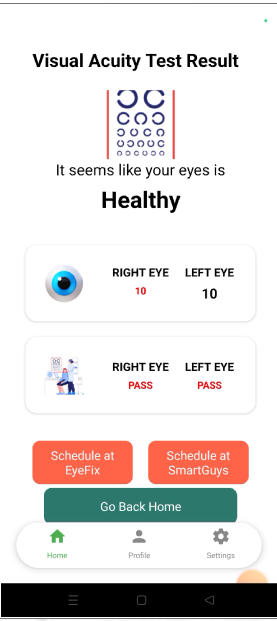 Visual Acuity Test Result
It seems like your eyes is
Healthy
RIGHT EYE LEFT EYE
10 10
RIGHT EYE LEFT EYE
PASS PASS
Schedule at EyeFix
Schedule at SmartGuys
Go Back Home
Home Profile Settings